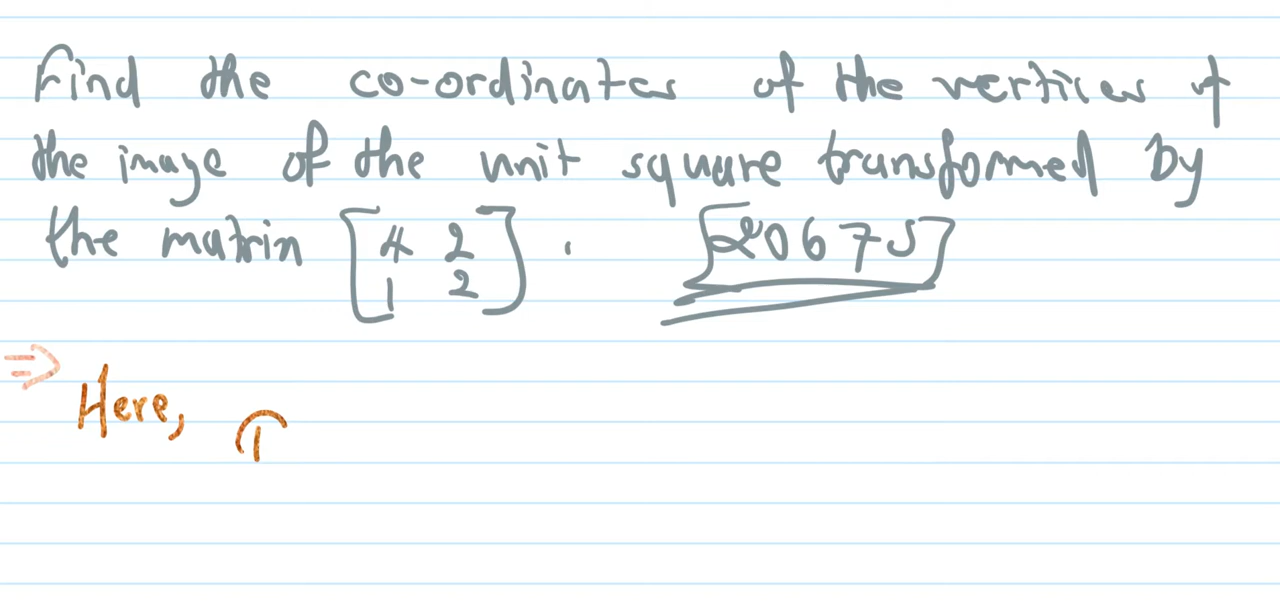 Find the co-ordinates of the vertices of
the image of the unit square transformed by
the matrix [4 2
1 2] . [2067 S]
⇒ Here,